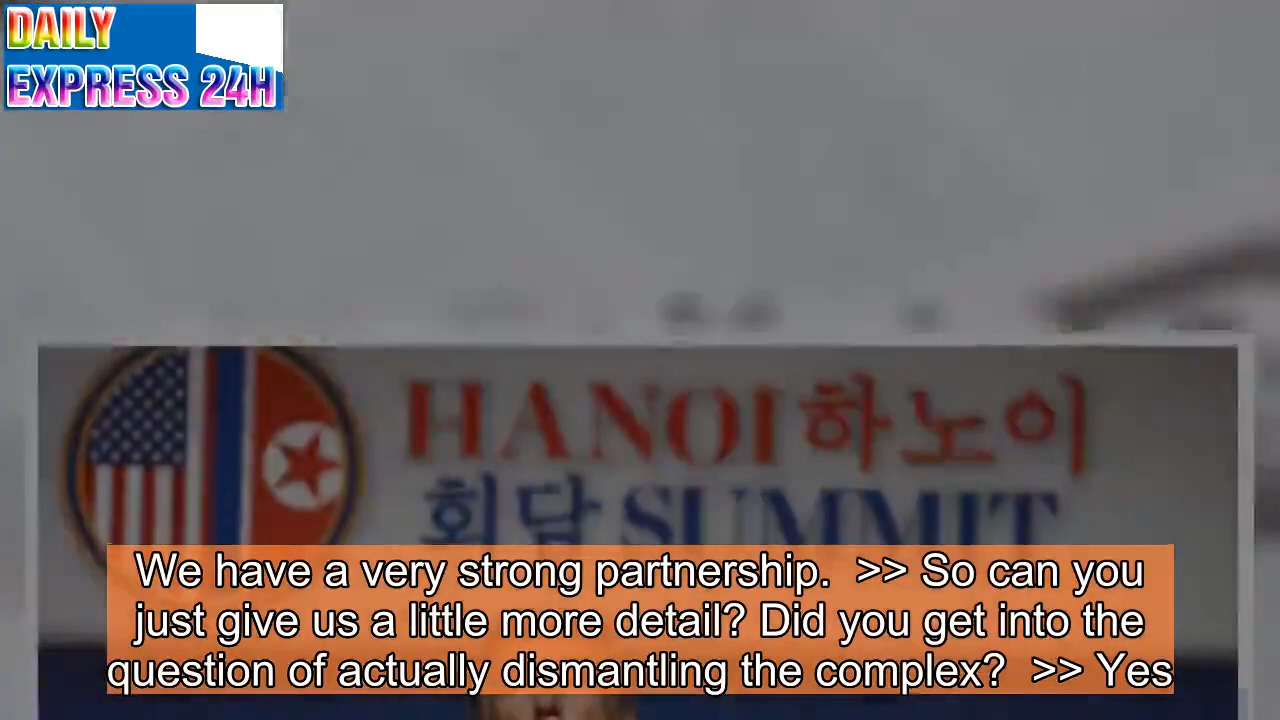 DAILY
EXPRESS 24H
HANOI 하노이
회담 SUMMIT
We have a very strong partnership.  >> So can you
just give us a little more detail? Did you get into the
question of actually dismantling the complex?  >> Yes